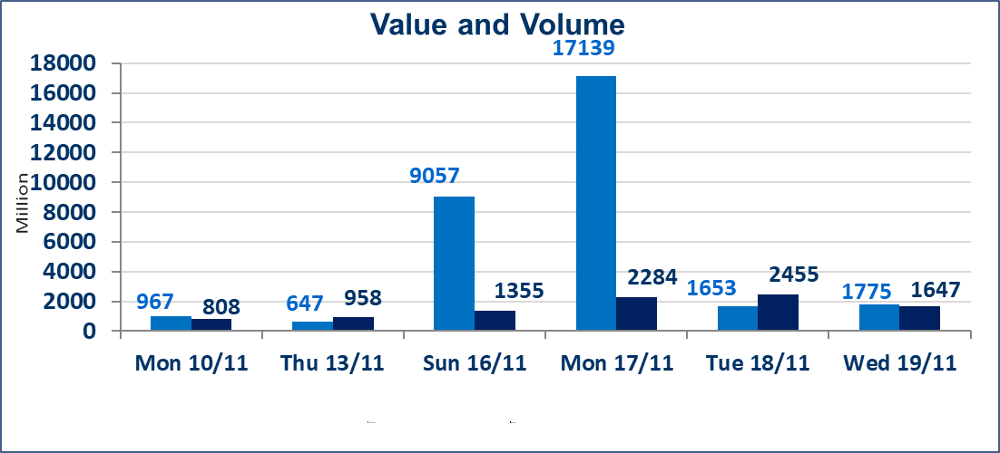 Value and Volume
Million
18000
16000
14000
12000
10000
8000
6000
4000
2000
0
967
808
647
958
9057
1355
17139
2284
1653
2455
1775
1647
Mon 10/11
Thu 13/11
Sun 16/11
Mon 17/11
Tue 18/11
Wed 19/11